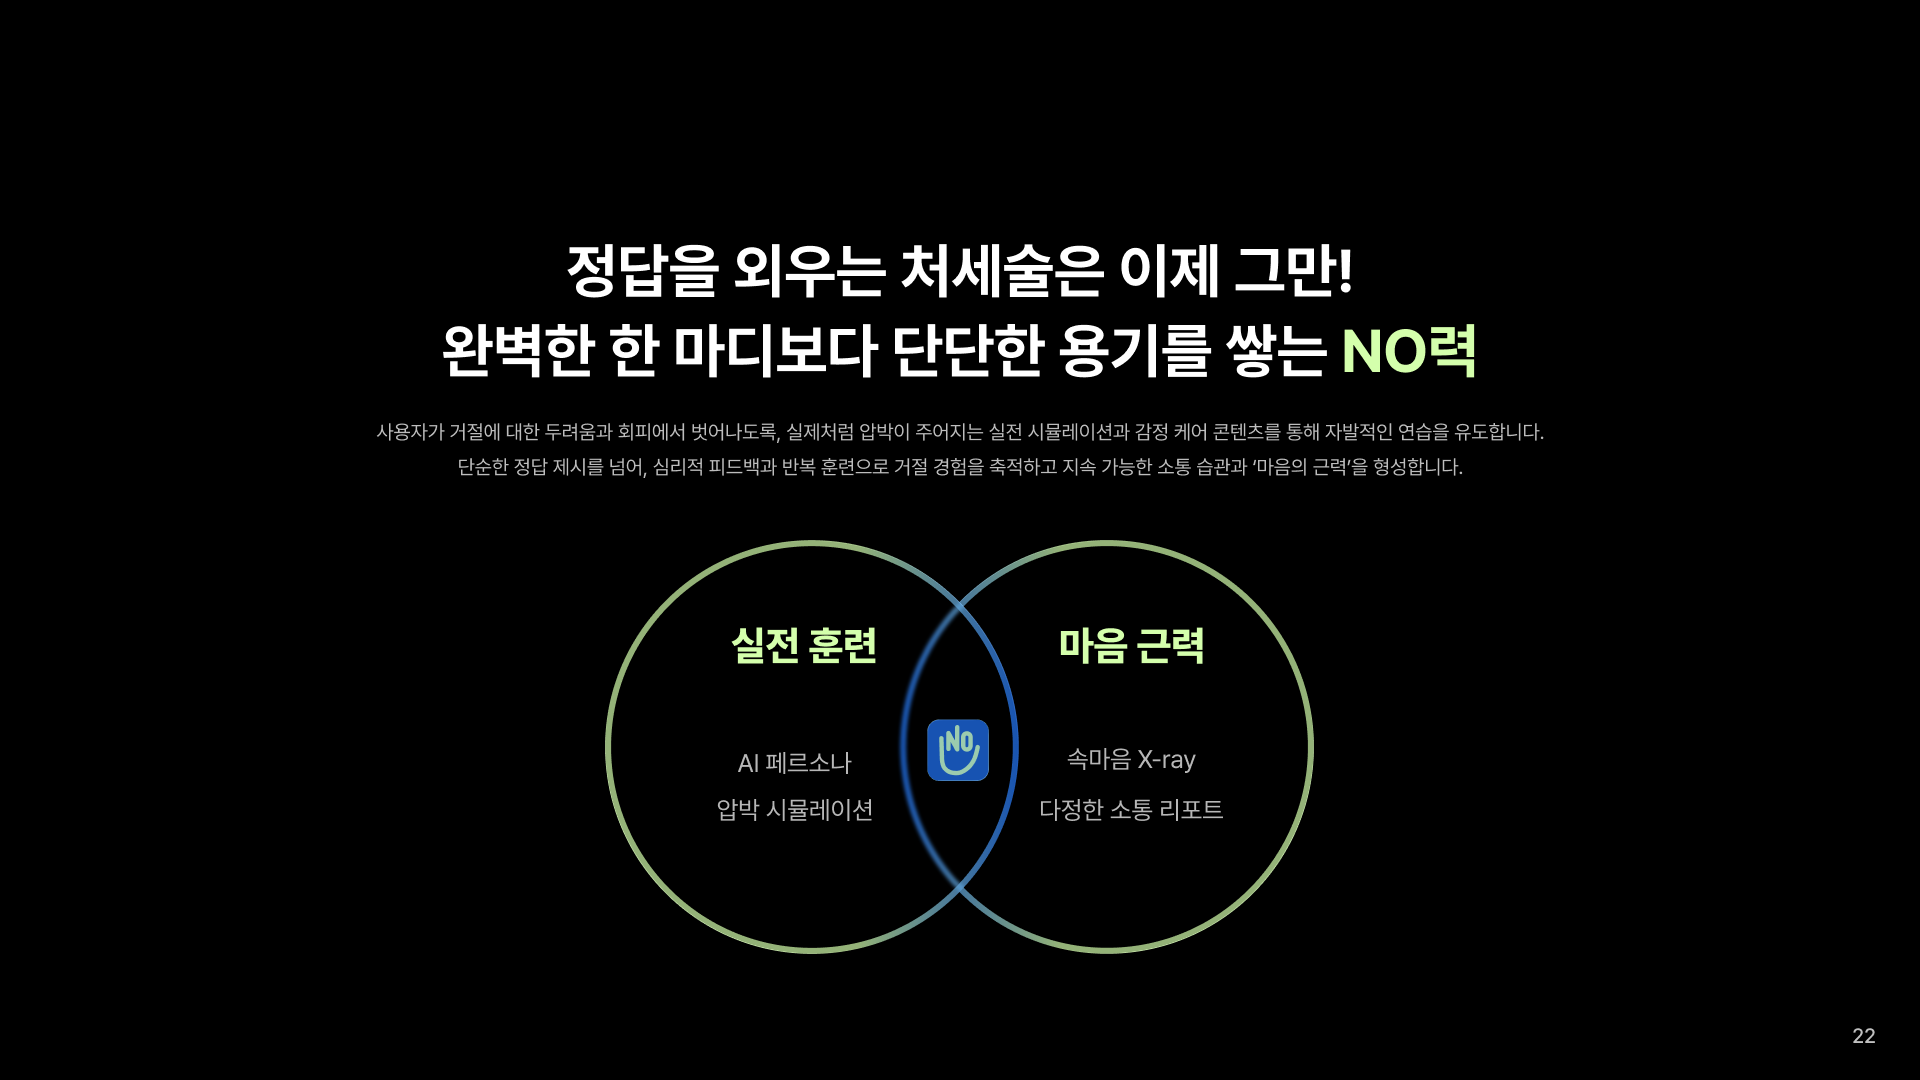 정답을 외우는 처세술은 이제 그만!
완벽한 한 마디보다 단단한 용기를 쌓는 NO력
사용자가 거절에 대한 두려움과 회피에서 벗어나도록, 실제처럼 압박이 주어지는 실전 시뮬레이션과 감정 케어 콘텐츠를 통해 자발적인 연습을 유도합니다.
단순한 정답 제시를 넘어, 심리적 피드백과 반복 훈련으로 거절 경험을 축적하고 지속 가능한 소통 습관과 ‘마음의 근력’을 형성합니다.
실전 훈련
AI 페르소나
압박 시뮬레이션
NO
마음 근력
속마음 X-ray
다정한 소통 리포트
22